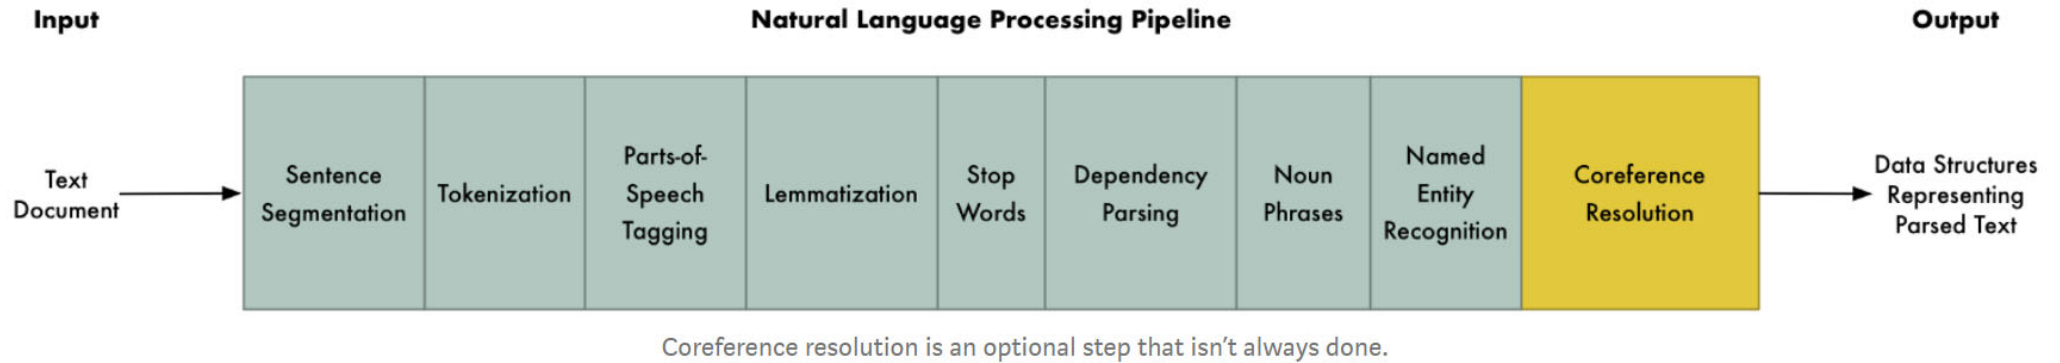 Input
Natural Language Processing Pipeline
Output
Text
Document
Sentence
Segmentation
Tokenization
Parts-of-
Speech
Tagging
Lemmatization
Stop
Words
Dependency
Parsing
Noun
Phrases
Named
Entity
Recognition
Coreference
Resolution
Data Structures
Representing
Parsed Text
Coreference resolution is an optional step that isn’t always done.